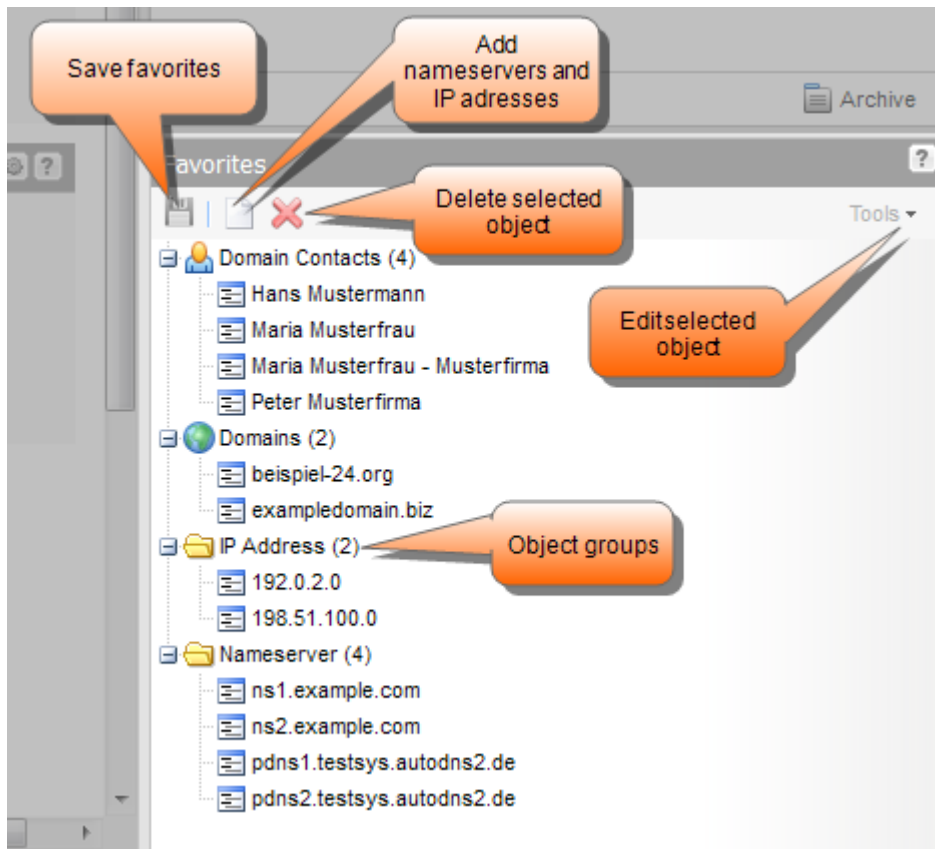 Save favorites
Add
nameservers and
IP adresses
Archive
?
?
Favorites
Delete selected
object
Tools
Domain Contacts (4)
Hans Mustermann
Maria Musterfrau
Maria Musterfrau - Musterfirma
Peter Musterfirma
Edit selected
object
Domains (2)
beispiel-24.org
exampledomain.biz
IP Address (2)
Object groups
192.0.2.0
198.51.100.0
Nameserver (4)
ns1.example.com
ns2.example.com
pdns1.testsys.autodns2.de
pdns2.testsys.autodns2.de